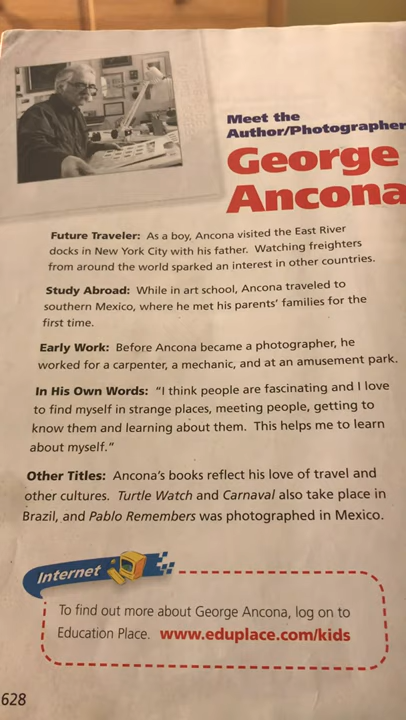 Meet the
Author/Photographer
George
Ancona
Future Traveler: As a boy, Ancona visited the East River
docks in New York City with his father. Watching freighters
from around the world sparked an interest in other countries.
Study Abroad: While in art school, Ancona traveled to
southern Mexico, where he met his parents' families for the
first time.
Early Work: Before Ancona became a photographer, he
worked for a carpenter, a mechanic, and at an amusement park.
In His Own Words: “I think people are fascinating and I love
to find myself in strange places, meeting people, getting to
know them and learning about them. This helps me to learn
about myself.”
Other Titles: Ancona's books reflect his love of travel and
other cultures. Turtle Watch and Carnaval also take place in
Brazil, and Pablo Remembers was photographed in Mexico.
Internet
To find out more about George Ancona, log on to
Education Place. www.eduplace.com/kids
628